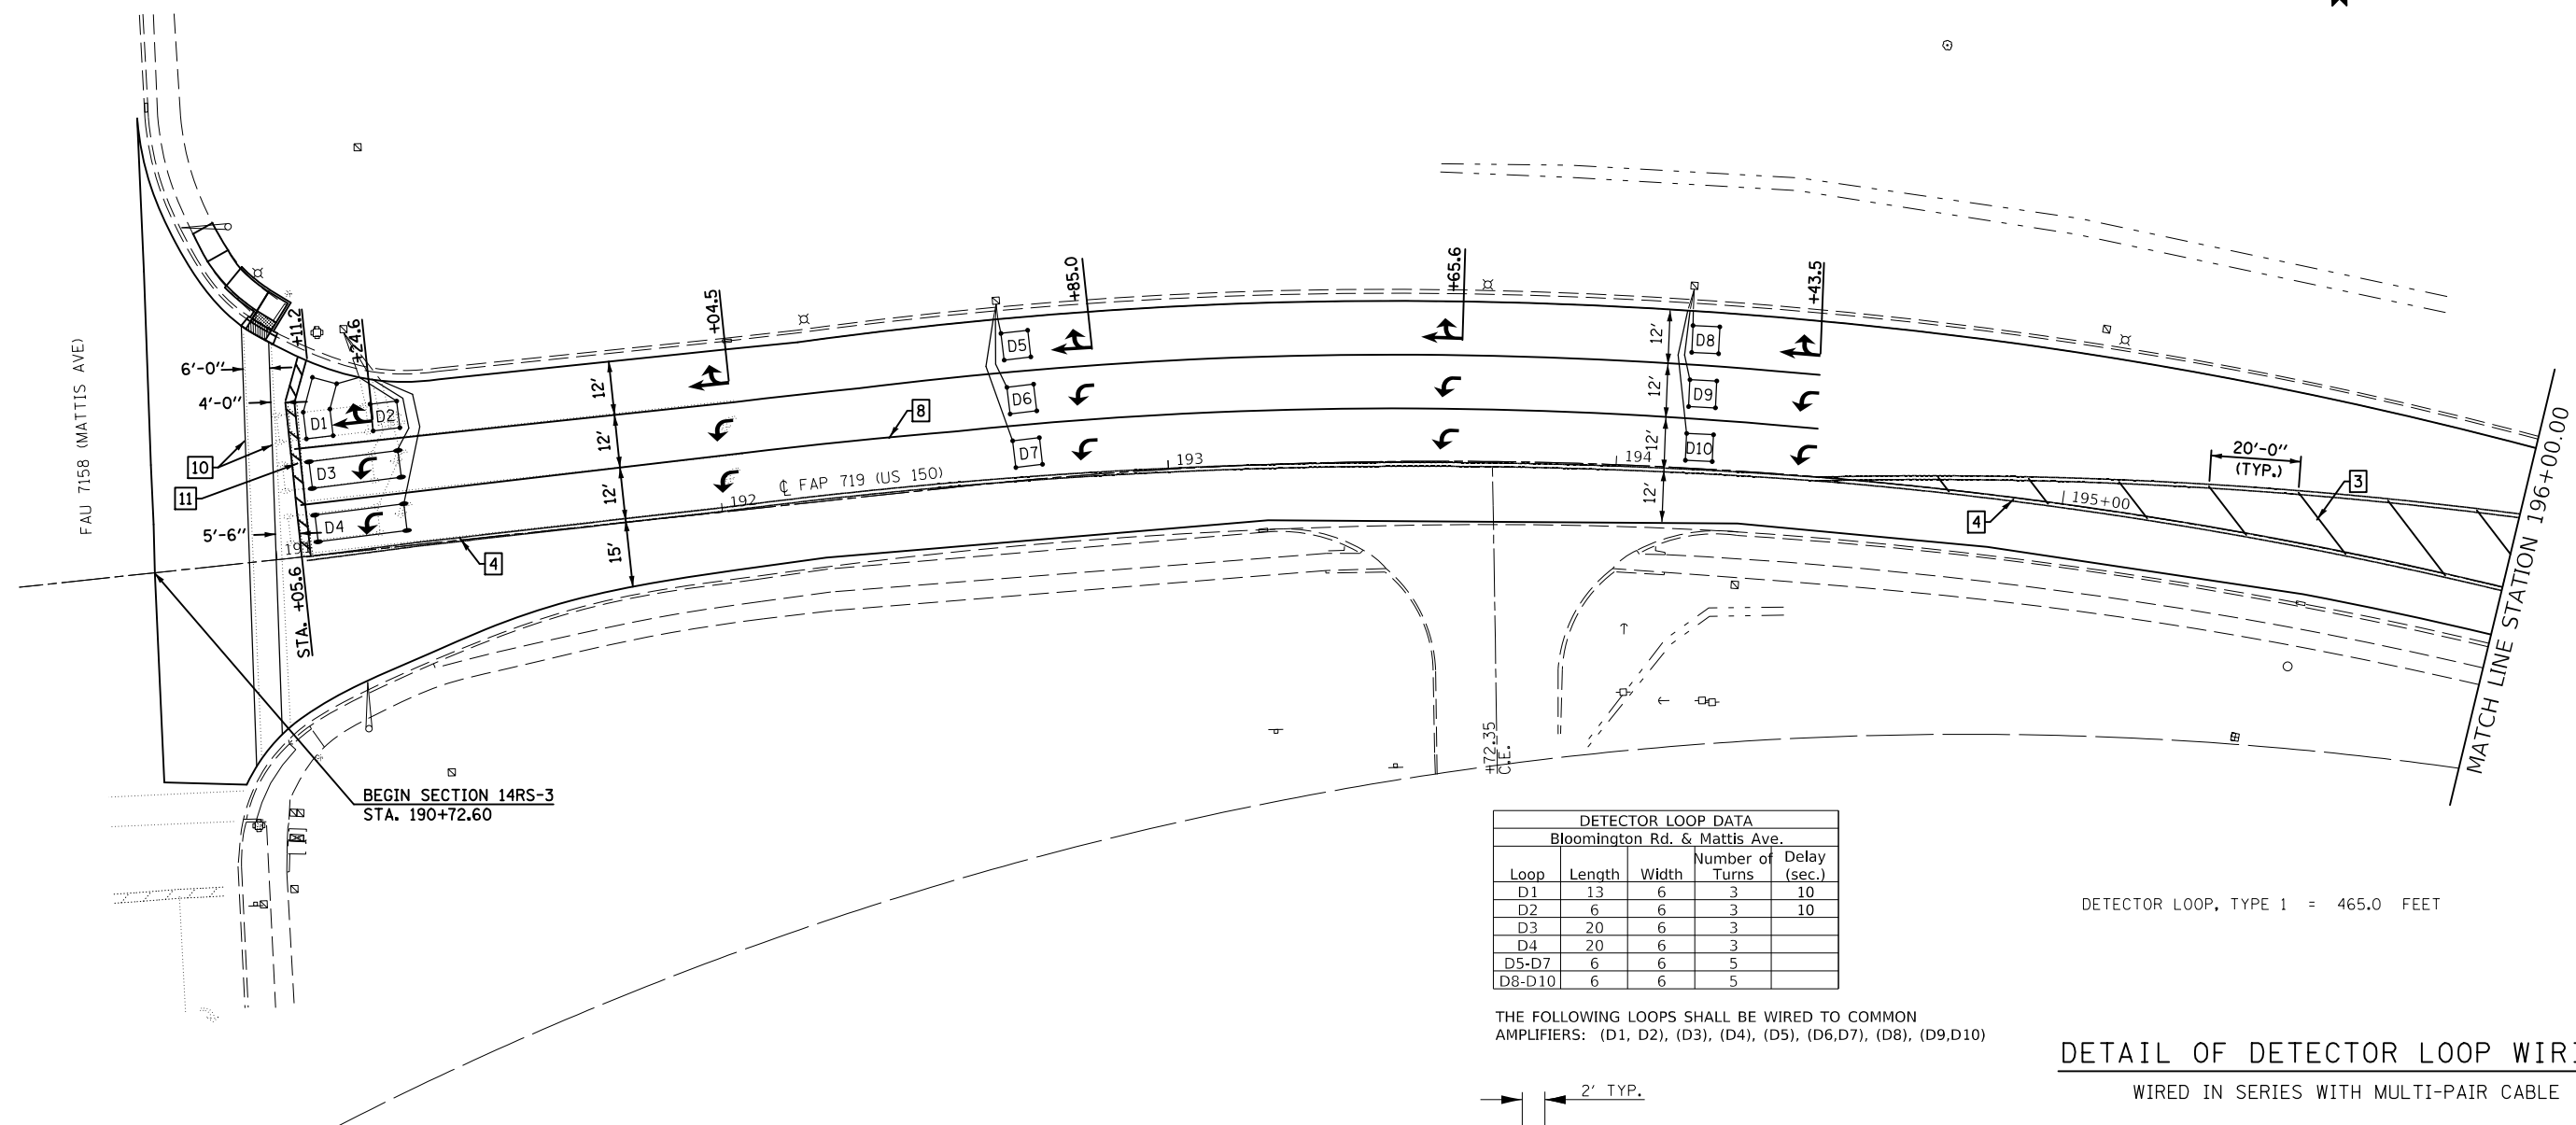 FAU 7158 (MATTIS AVE)
6'-0"
4'-0"
5'-6"
10
11
+11.2
+24.6
D1
D2
D3
D4
191
STA. +05.6
BEGIN SECTION 14RS-3
STA. 190+72.60
4
12'
12'
12'
15'
+04.5
192
℄ FAP 719 (US 150)
8
+85.0
D5
D6
D7
193
+65.6
12'
12'
12'
12'
194
D8
D9
D10
+43.5
+72.35
C.E.
4
195+00
20'-0"
(TYP.)
3
MATCH LINE STATION 196+00.00
DETECTOR LOOP DATA
Bloomington Rd. & Mattis Ave.
Loop Length Width Number of Turns Delay (sec.)
D1 13 6 3 10
D2 6 6 3 10
D3 20 6 3
D4 20 6 3
D5-D7 6 6 5
D8-D10 6 6 5
THE FOLLOWING LOOPS SHALL BE WIRED TO COMMON
AMPLIFIERS: (D1, D2), (D3), (D4), (D5), (D6,D7), (D8), (D9,D10)
DETECTOR LOOP, TYPE 1 = 465.0 FEET
DETAIL OF DETECTOR LOOP WIRI
WIRED IN SERIES WITH MULTI-PAIR CABLE
2' TYP.